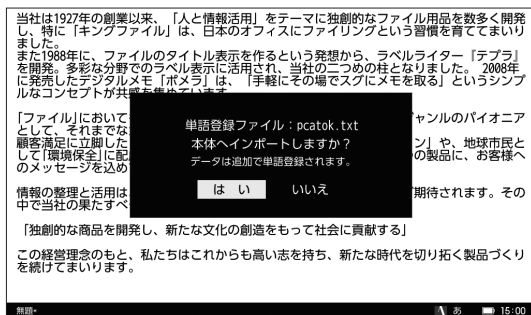 当社は1927年の創業以来、「人と情報活用」をテーマに独創的なファイル用品を数多く開発
し、特に「キングファイル」は、日本のオフィスにファイリングという習慣を育ててまいり
ました。
また1988年に、ファイルのタイトル表示を作るという発想から、ラベルライター『テプラ』
を開発。多彩な分野でのラベル表示に活用され、当社の二つめの柱となりました。 2008年
に発売したデジタルメモ「ポメラ」は、「手軽にその場でスグにメモを取る」というシンプ
ルなコンセプトが共感を集めています。
「ファイル」において
ャンルのパイオニア
として、それまでな
顧客満足に立脚した
ン」や、地球市民と
して「環境保全」に配
の製品に、お客様へ
のメッセージを込め
単語登録ファイル：pcatok.txt
本体へインポートしますか？
データは追加で単語登録されます。
はい いいえ
情報の整理と活用は
期待されます。その
中で当社の果たすべ
「独創的な商品を開発し、新たな文化の創造をもって社会に貢献する」
この経営理念のもと、私たちはこれからも高い志を持ち、新たな時代を切り拓く製品づくり
を続けてまいります。
無題* A あ 15:00